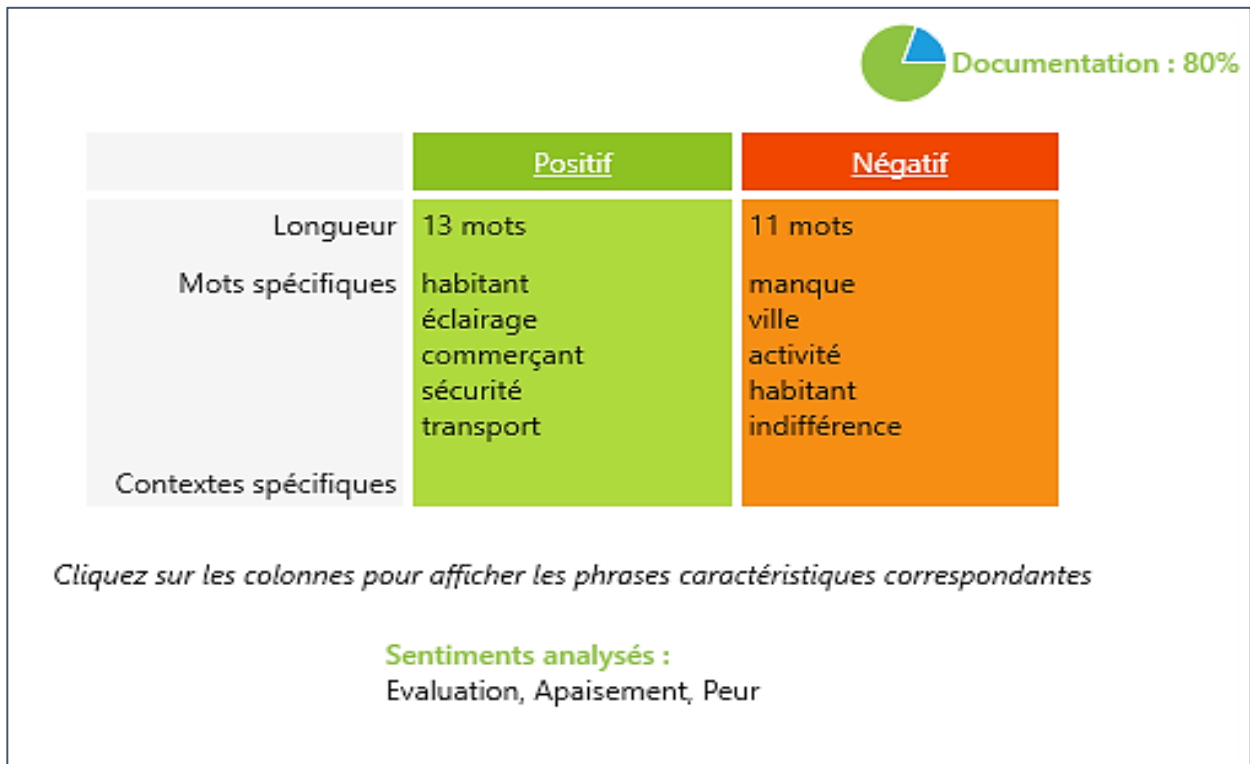 Documentation : 80%
Positif Négatif
Longueur 13 mots 11 mots
Mots spécifiques habitant manque
éclairage ville
commerçant activité
sécurité habitant
transport indifférence
Contextes spécifiques
Cliquez sur les colonnes pour afficher les phrases caractéristiques correspondantes
Sentiments analysés :
Evaluation, Apaisement, Peur